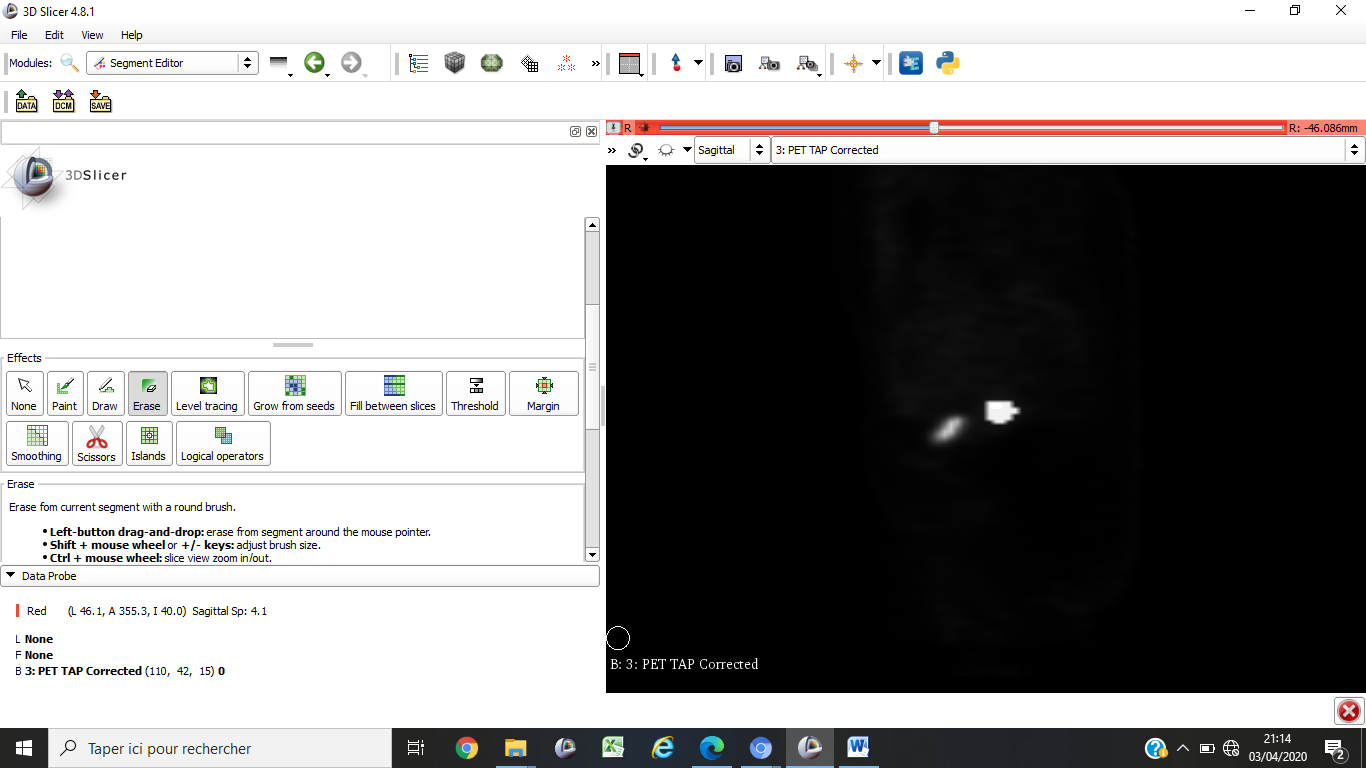 3D Slicer 4.8.1
File Edit View Help
Modules: Segment Editor
DATA DCM SAVE
R R: -46.086mm
Sagittal 3: PET TAP Corrected
3DSlicer
Effects
None Paint Draw Erase Level tracing Grow from seeds Fill between slices Threshold Margin
Smoothing Scissors Islands Logical operators
Erase
Erase fom current segment with a round brush.
• Left-button drag-and-drop: erase from segment around the mouse pointer.
• Shift + mouse wheel or +/- keys: adjust brush size.
• Ctrl + mouse wheel: slice view zoom in/out.
Data Probe
Red (L 46.1, A 355.3, I 40.0) Sagittal Sp: 4.1
L None
F None
B 3: PET TAP Corrected (110, 42, 15) 0
B: 3: PET TAP Corrected
Taper ici pour rechercher
21:14
03/04/2020
2